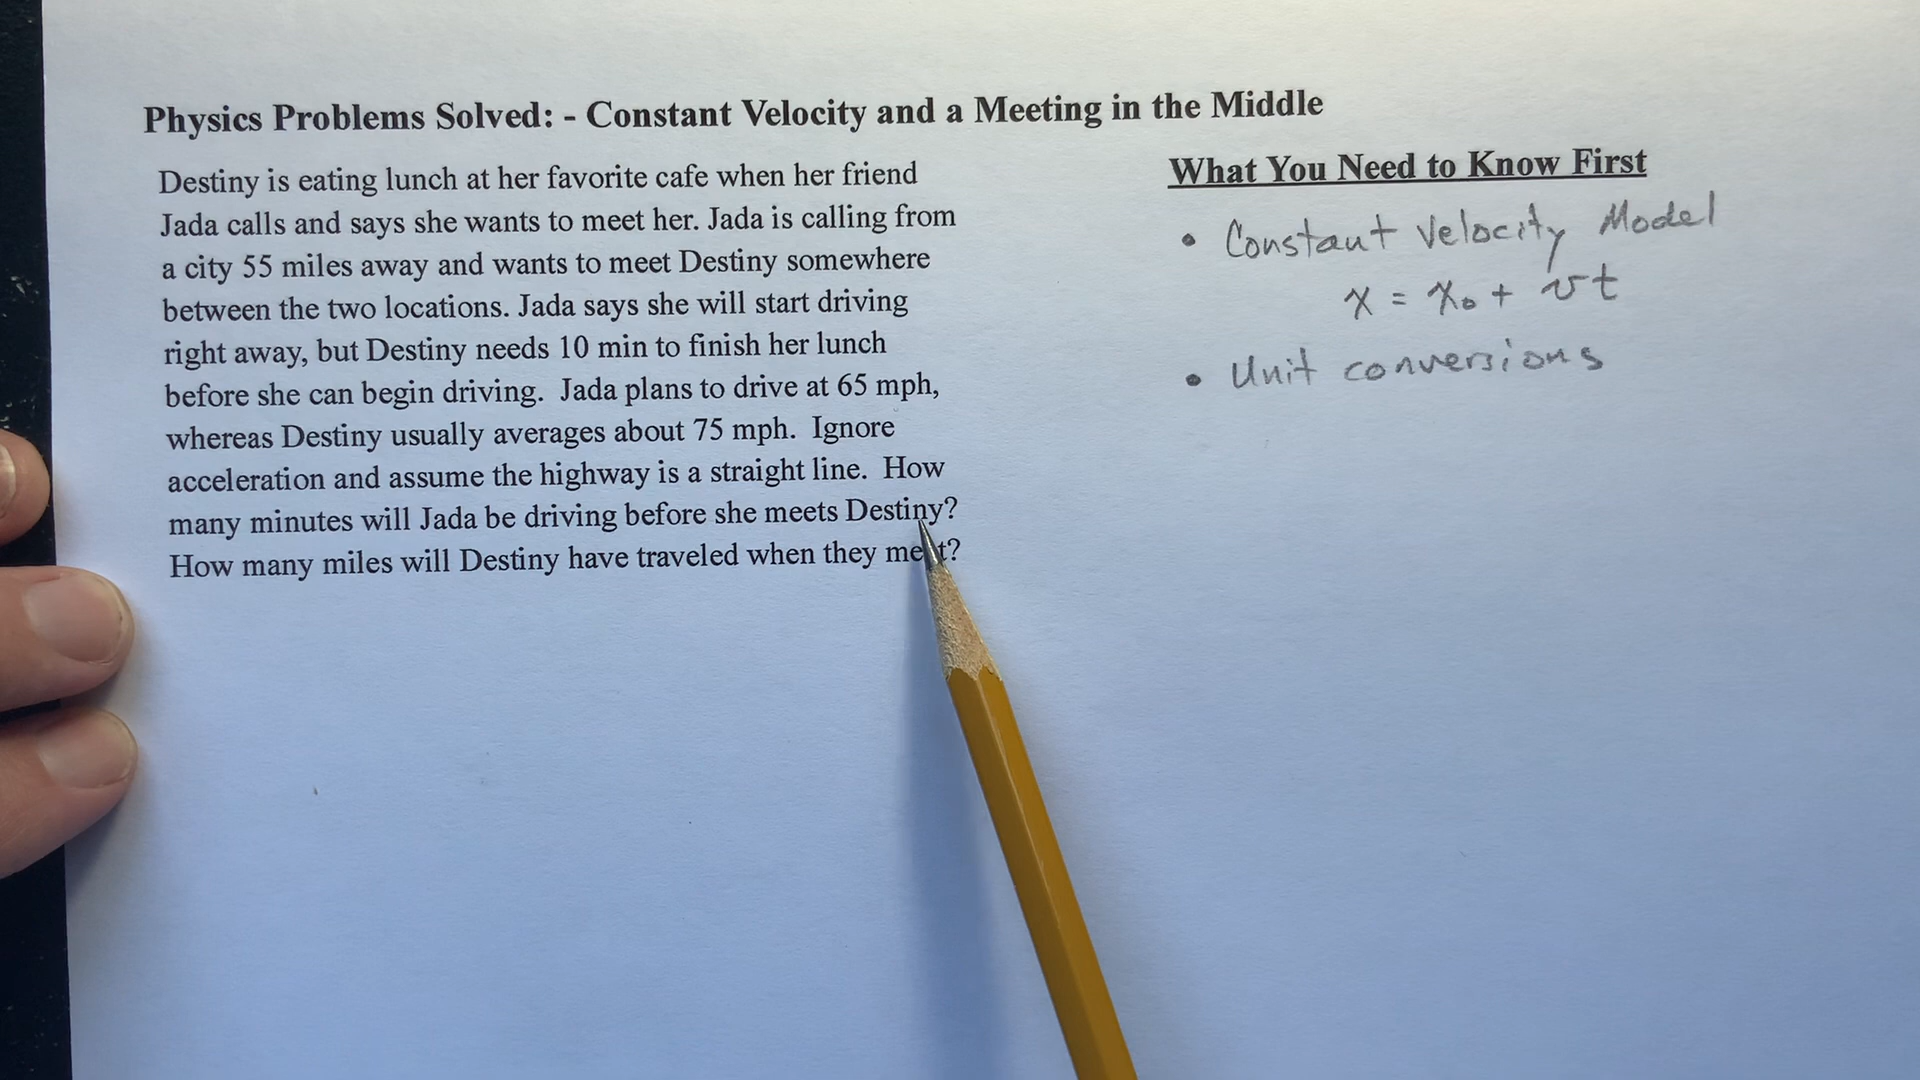 Physics Problems Solved: - Constant Velocity and a Meeting in the Middle
Destiny is eating lunch at her favorite cafe when her friend
Jada calls and says she wants to meet her. Jada is calling from
a city 55 miles away and wants to meet Destiny somewhere
between the two locations. Jada says she will start driving
right away, but Destiny needs 10 min to finish her lunch
before she can begin driving. Jada plans to drive at 65 mph,
whereas Destiny usually averages about 75 mph. Ignore
acceleration and assume the highway is a straight line. How
many minutes will Jada be driving before she meets Destiny?
How many miles will Destiny have traveled when they meet?
What You Need to Know First
• Constant Velocity Model
x = x₀ + vt
• Unit conversions